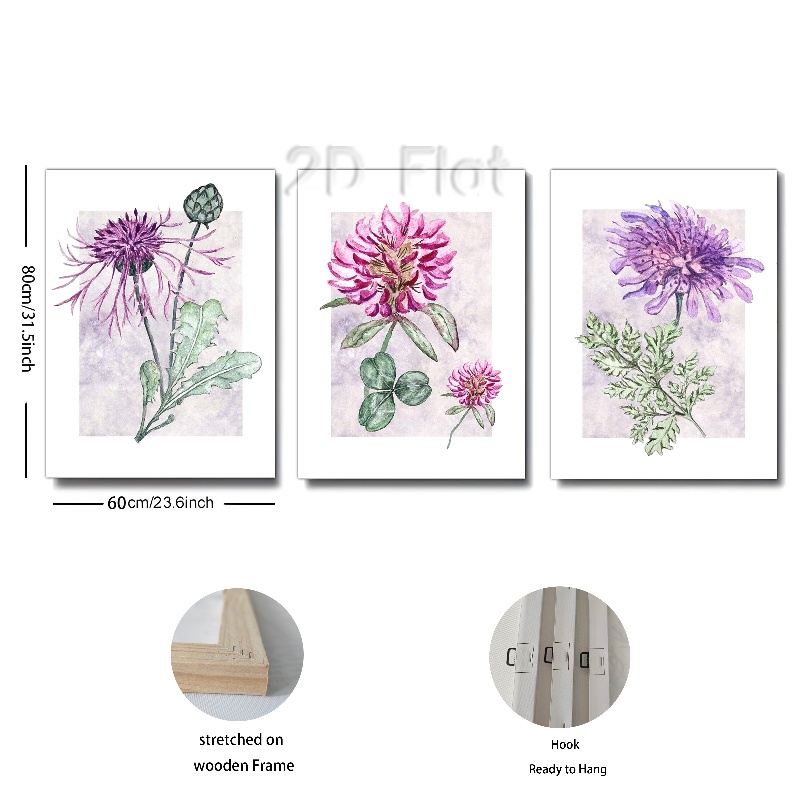 2D Flat
80cm/31.5inch
60cm/23.6inch
stretched on
wooden Frame
Hook
Ready to Hang